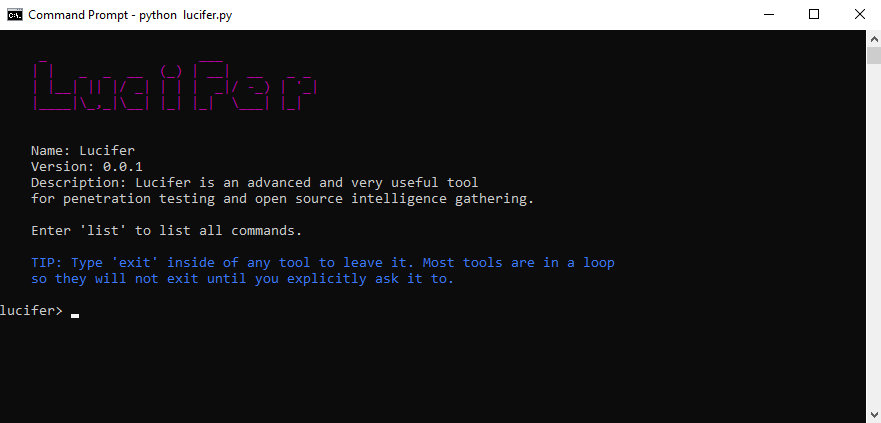 Command Prompt - python lucifer.py
Lucifer
Name: Lucifer
Version: 0.0.1
Description: Lucifer is an advanced and very useful tool
for penetration testing and open source intelligence gathering.
Enter 'list' to list all commands.
TIP: Type 'exit' inside of any tool to leave it. Most tools are in a loop
so they will not exit until you explicitly ask it to.
lucifer>